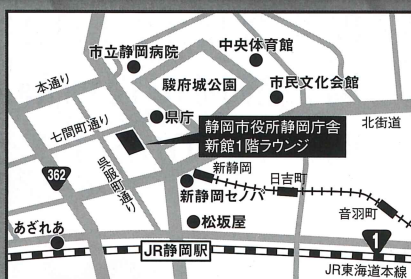 市立静岡病院
中央体育館
本通り
駿府城公園
市民文化会館
県庁
七間町通り
静岡市役所静岡庁舎
新館1階ラウンジ
北街道
362
呉服町通り
新静岡
日吉町
新静岡セノバ
音羽町
松坂屋
あざれあ
1
JR静岡駅
JR東海道本線